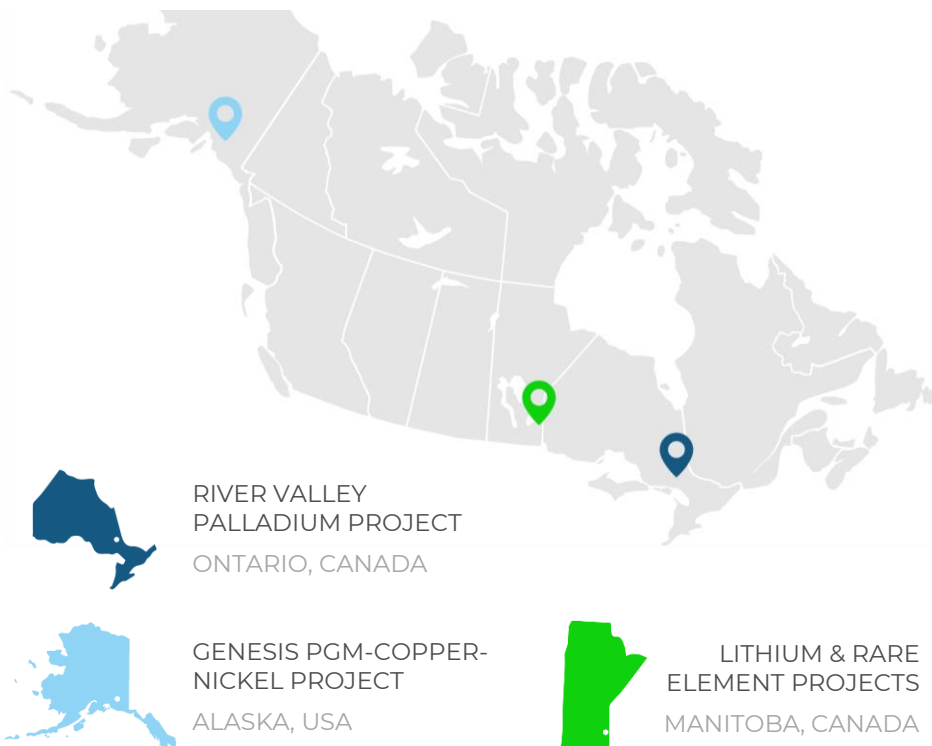 RIVER VALLEY
PALLADIUM PROJECT
ONTARIO, CANADA
GENESIS PGM-COPPER-
NICKEL PROJECT
ALASKA, USA
LITHIUM & RARE
ELEMENT PROJECTS
MANITOBA, CANADA